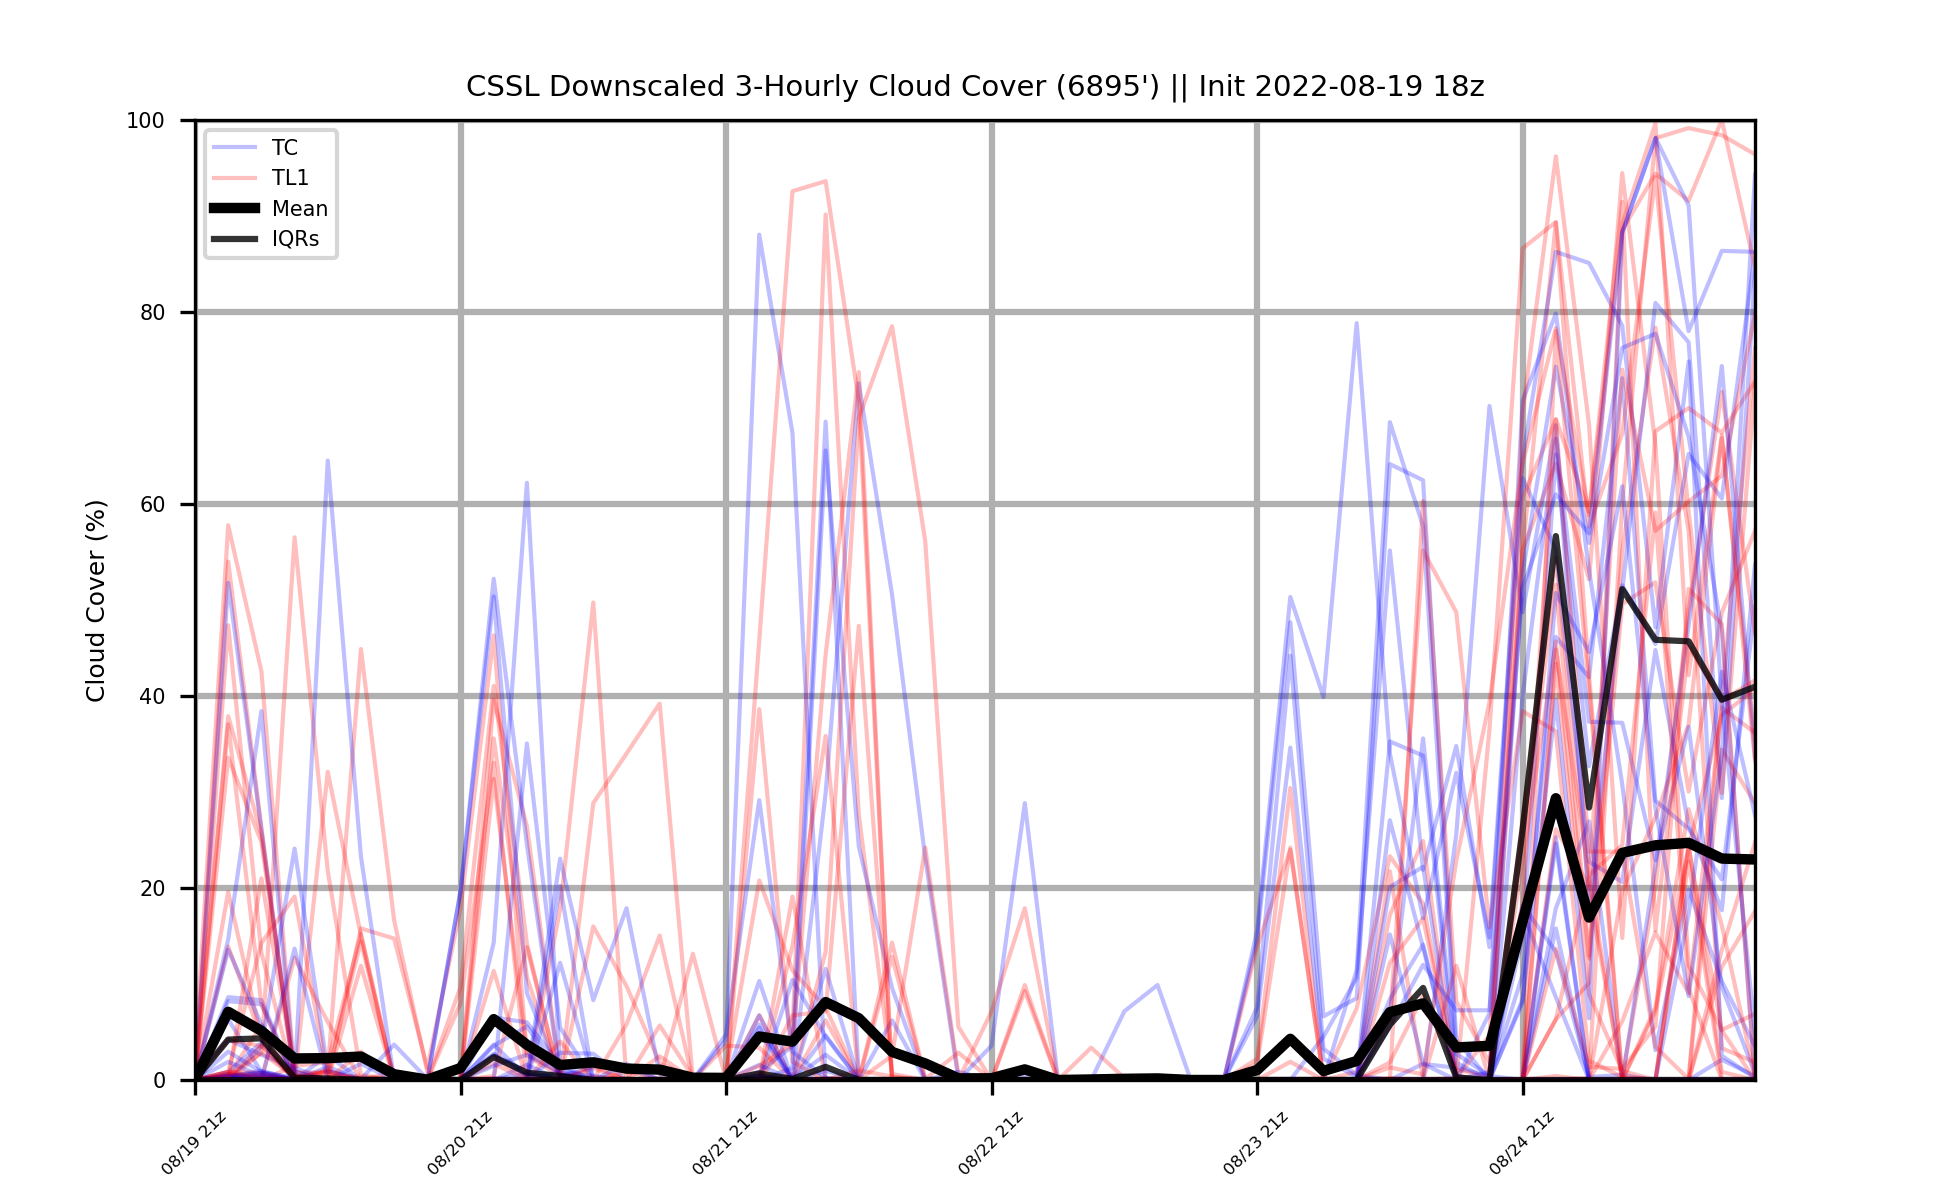 CSSL Downscaled 3-Hourly Cloud Cover (6895') || Init 2022-08-19 18z
100
80
60
40
20
0
Cloud Cover (%)
TC
TL1
Mean
IQRs
08/19 21z
08/20 21z
08/21 21z
08/22 21z
08/23 21z
08/24 21z